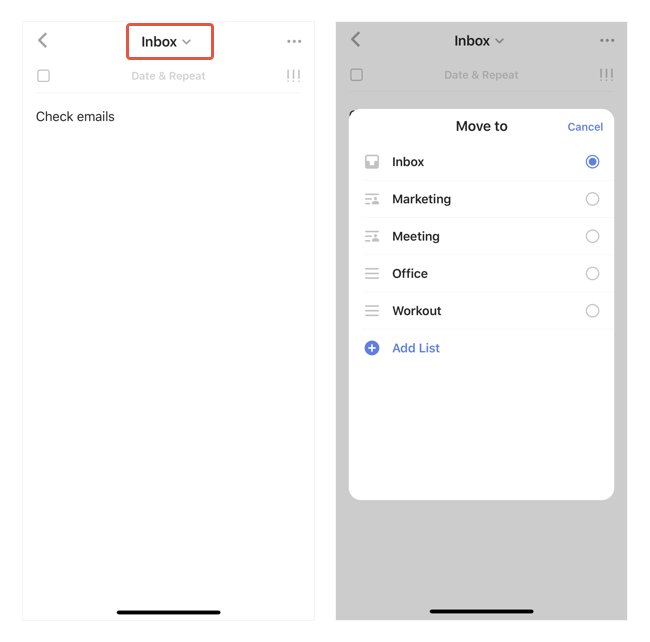 Inbox
Date & Repeat
Check emails
Inbox
Date & Repeat
Move to
Cancel
Inbox
Marketing
Meeting
Office
Workout
Add List